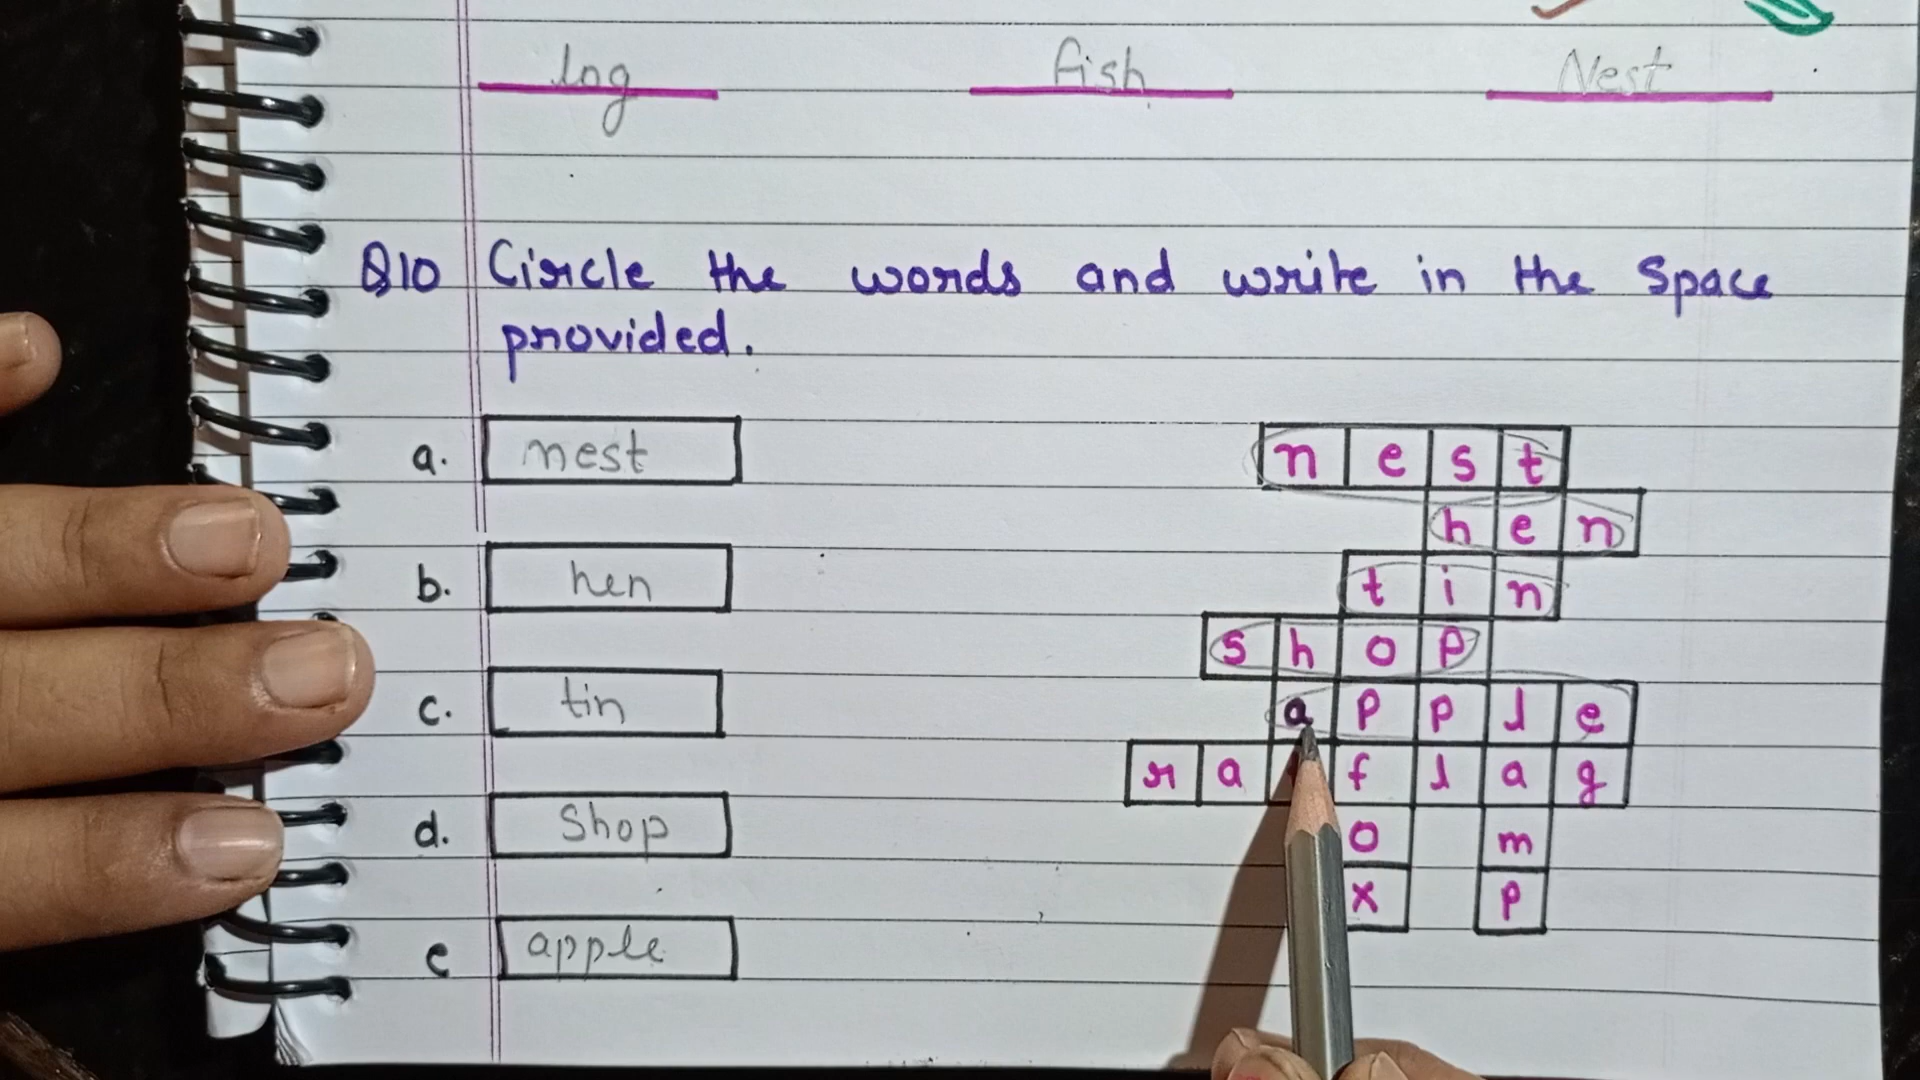 log fish Nest
Q10 Circle the words and write in the space
provided.
a. nest
n e s t
h e n
b. hen
t i n
s h o p
c. tin
a p p l e
r a f l a g
d. Shop
o m
x p
e apple